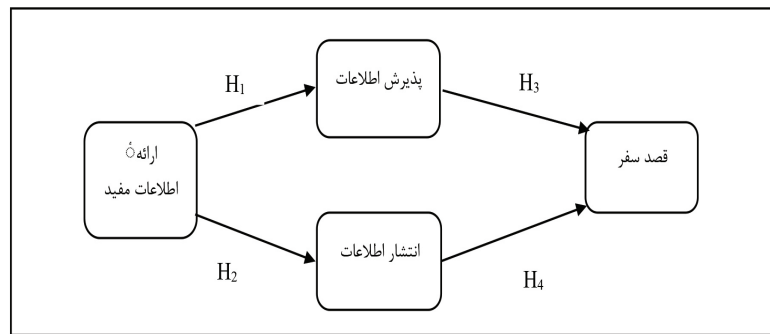 H1
پذیرش اطلاعات
H3
ارائهٔ
اطلاعات مفید
قصد سفر
انتشار اطلاعات
H2
H4